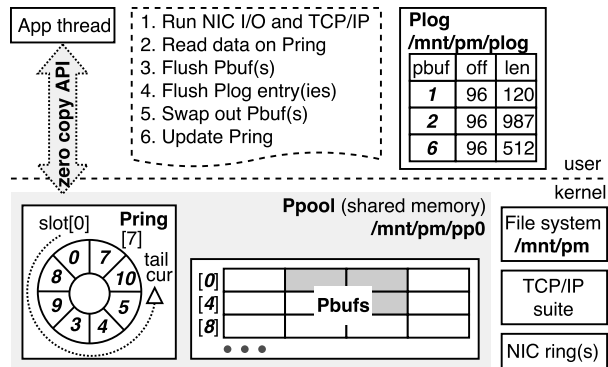 App thread
zero copy API
1. Run NIC I/O and TCP/IP
2. Read data on Pring
3. Flush Pbuf(s)
4. Flush Plog entry(ies)
5. Swap out Pbuf(s)
6. Update Pring
Plog
/mnt/pm/plog
pbuf off len
1 96 120
2 96 987
6 96 512
user
kernel
slot[0] Pring
[7]
tail
cur
0 7
8 10
9 5
3 4
Ppool (shared memory)
/mnt/pm/pp0
[0]
[4]
[8]
Pbufs
File system
/mnt/pm
TCP/IP
suite
NIC ring(s)